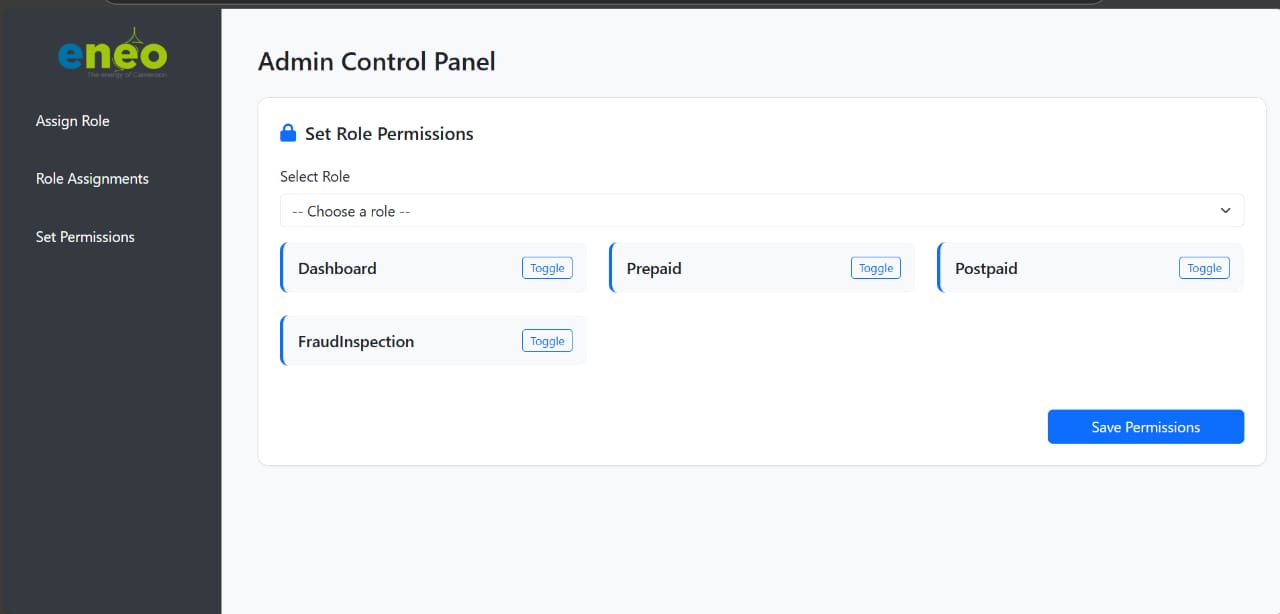 eneo
The energy of Cameroon
Admin Control Panel
Assign Role
Role Assignments
Set Permissions
Set Role Permissions
Select Role
-- Choose a role --
Dashboard Toggle Prepaid Toggle Postpaid Toggle
FraudInspection Toggle
Save Permissions